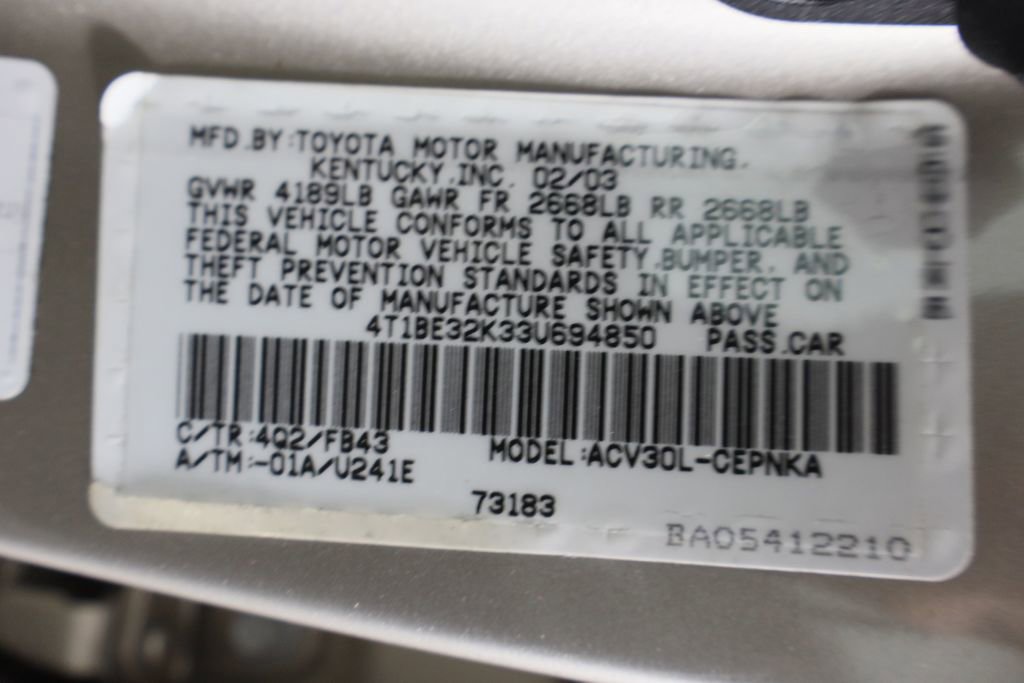 MFD.BY:TOYOTA MOTOR MANUFACTURING,
KENTUCKY,INC. 02/03
GVWR 4189LB GAWR FR 2668LB RR 2668LB
THIS VEHICLE CONFORMS TO ALL APPLICABLE
FEDERAL MOTOR VEHICLE SAFETY,BUMPER, AND
THEFT PREVENTION STANDARDS IN EFFECT ON
THE DATE OF MANUFACTURE SHOWN ABOVE
4T1BE32K33U694850 PASS.CAR
C/TR:4Q2/FB43 MODEL:ACV30L-CEPNKA
A/TM:-01A/U241E
73183
BA05412210